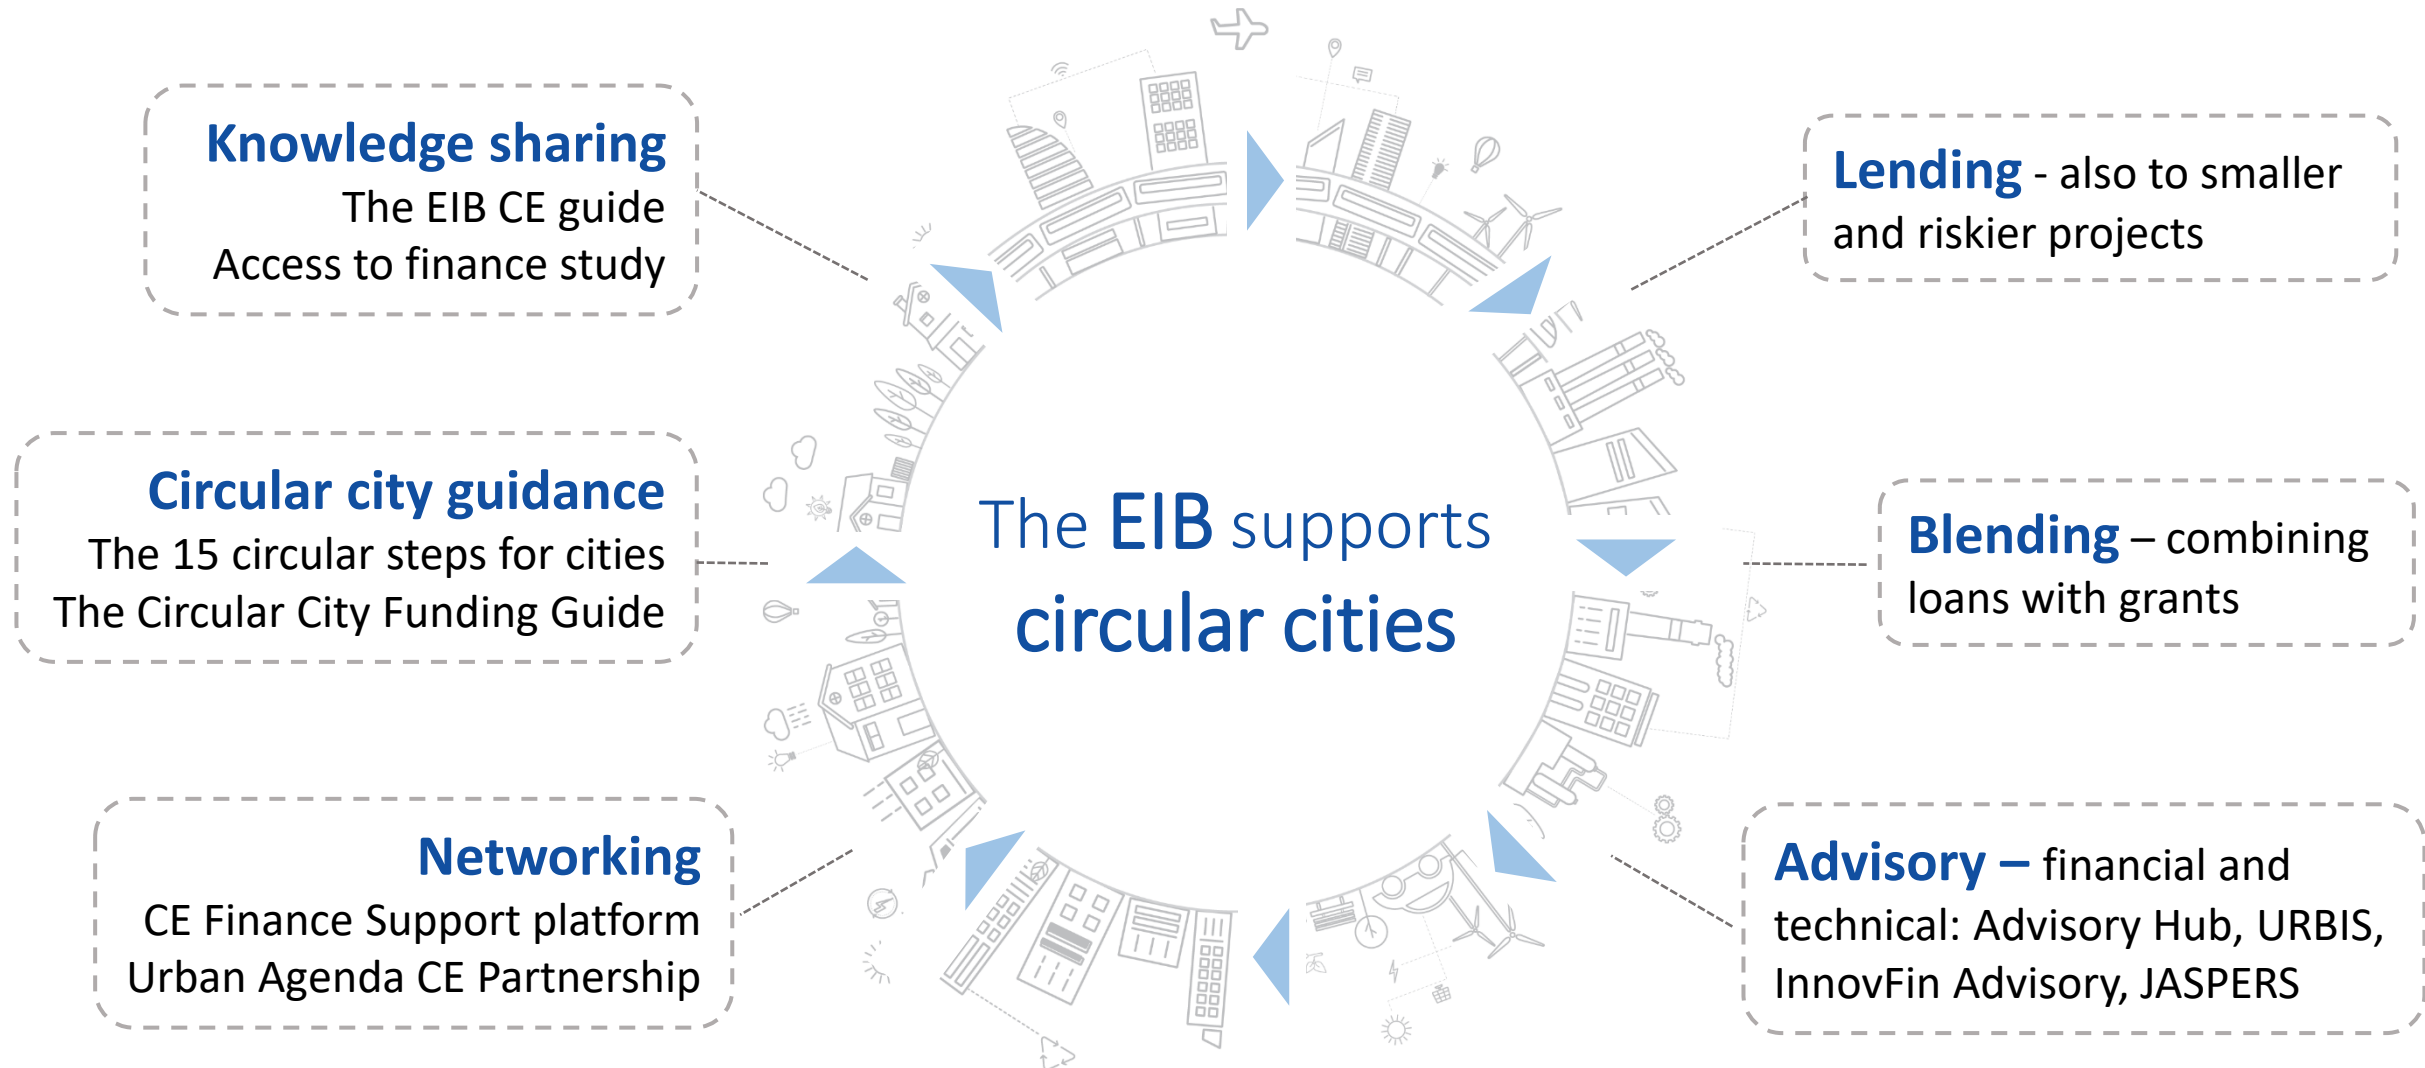 Knowledge sharing
The EIB CE guide
Access to finance study
Circular city guidance
The 15 circular steps for cities
The Circular City Funding Guide
Networking
CE Finance Support platform
Urban Agenda CE Partnership
The EIB supports
circular cities
Lending - also to smaller
and riskier projects
Blending – combining
loans with grants
Advisory – financial and
technical: Advisory Hub, URBIS,
InnovFin Advisory, JASPERS